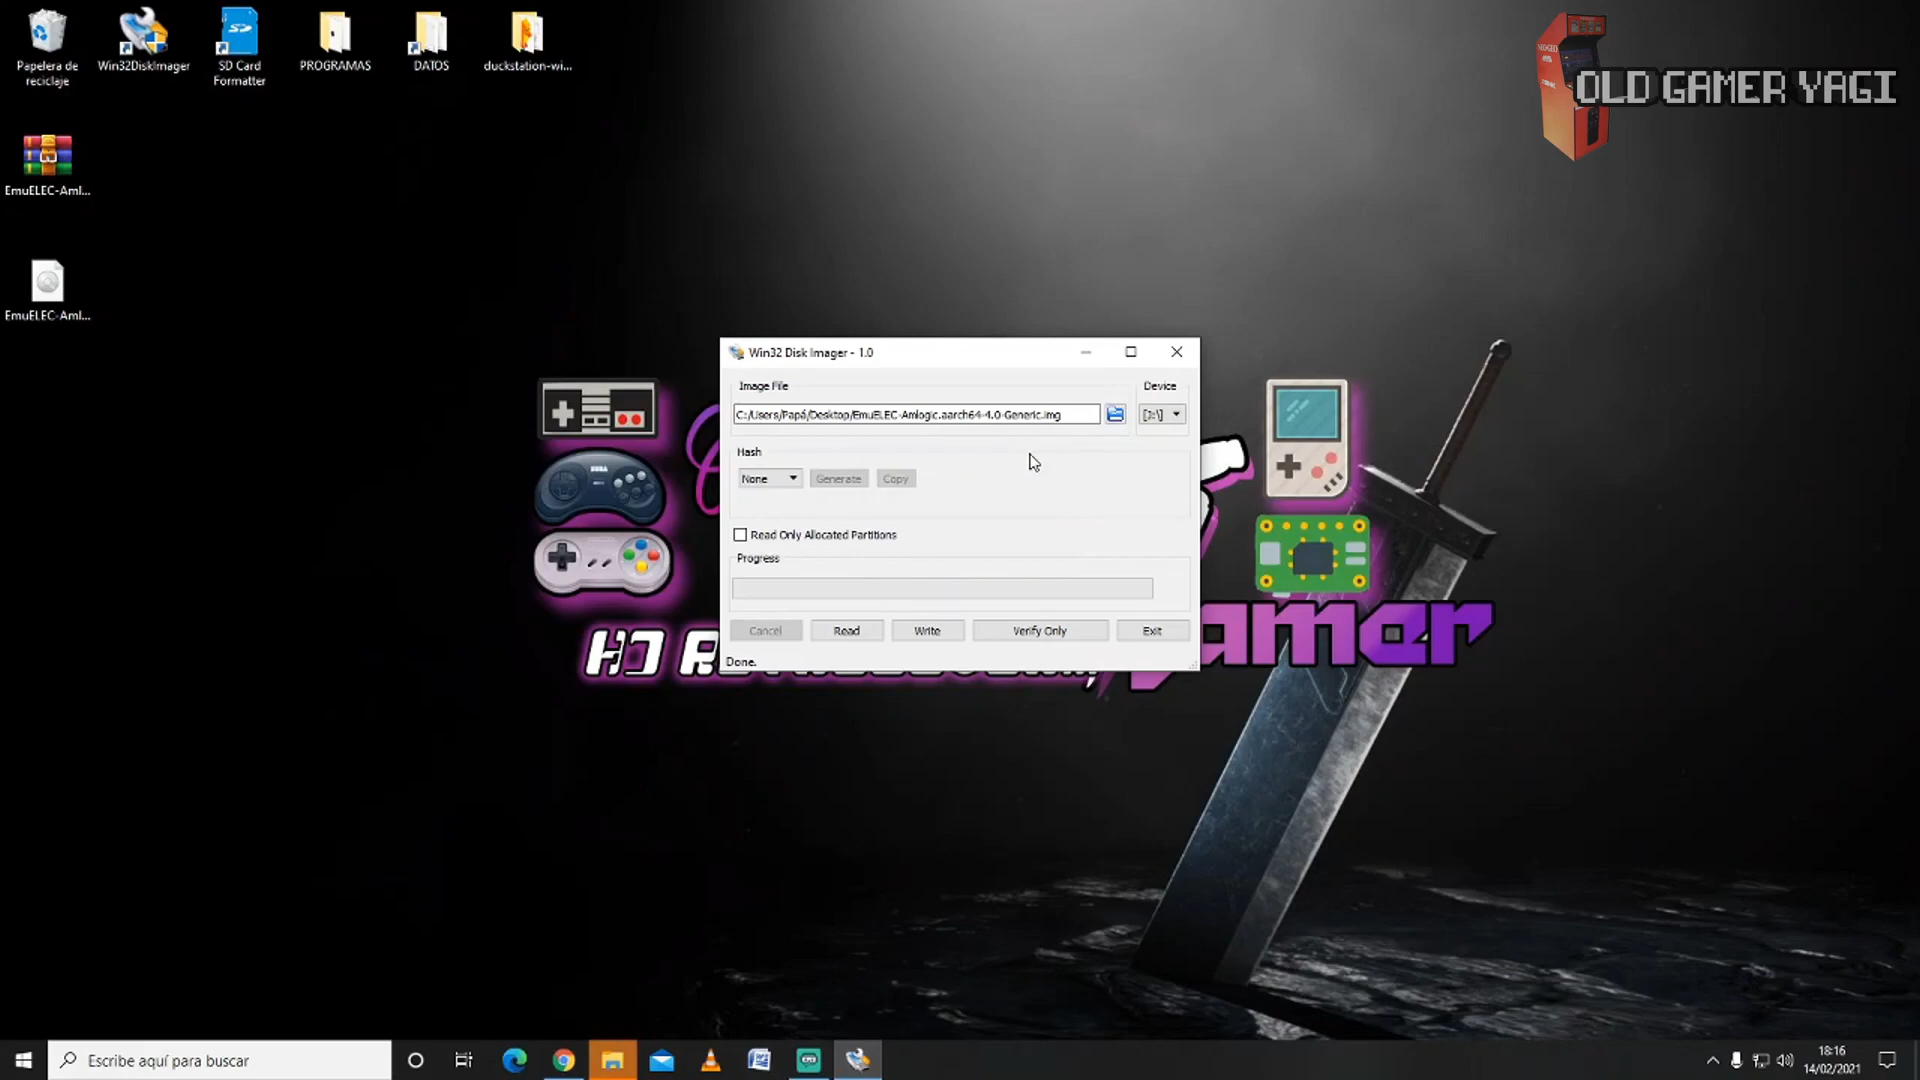 Papelera de
reciclaje
Win32DiskImager
SD Card
Formatter
PROGRAMAS
DATOS
duckstation-wi...
OLD GAMER YAGI
EmuELEC-Aml...
EmuELEC-Aml...
Win32 Disk Imager - 1.0
Image File
Device
C:/Users/Papá/Desktop/EmuELEC-Amlogic.aarch64-4.0-Generic.img
[J:\]
Hash
None
Generate
Copy
Read Only Allocated Partitions
Progress
Cancel
Read
Write
Verify Only
Exit
Done.
Escribe aquí para buscar
18:16
14/02/2021